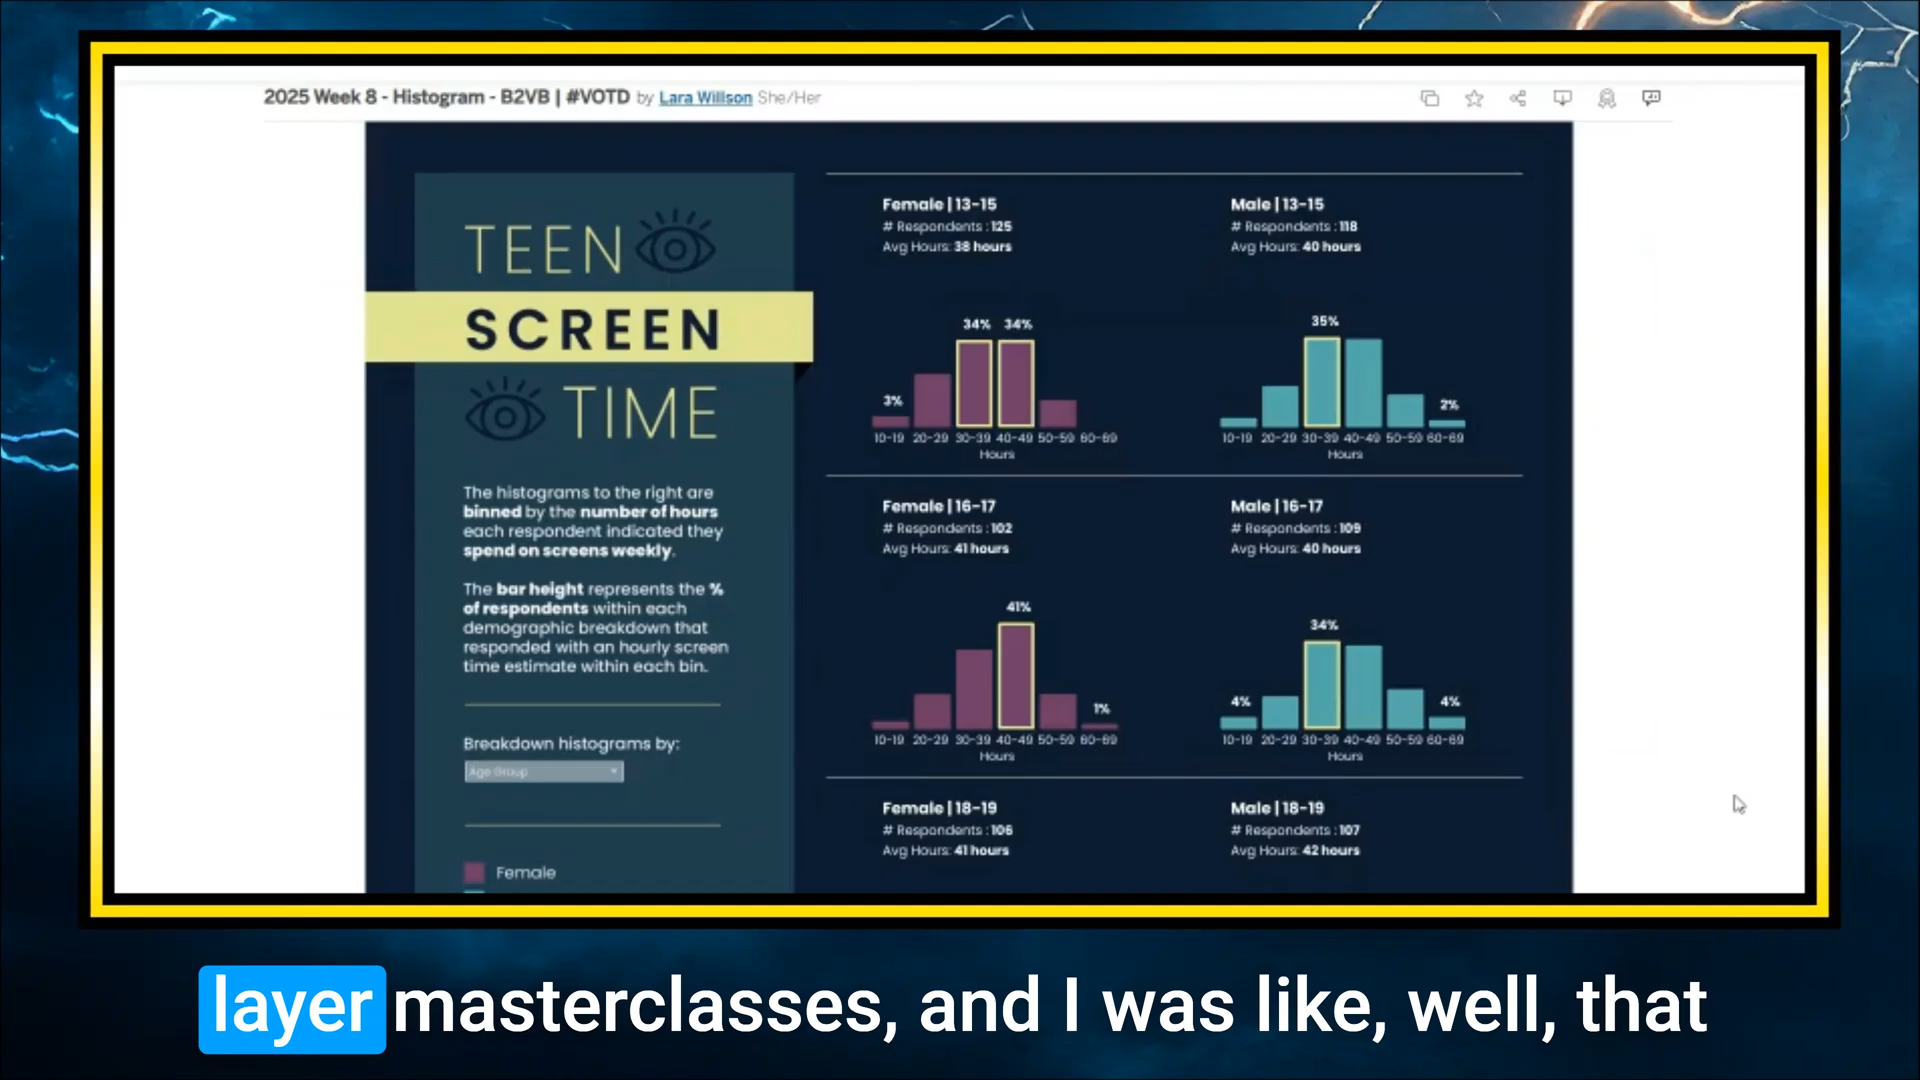 2025 Week 8 - Histogram - B2VB | #VOTD by Lara Willson She/Her
TEEN
SCREEN
TIME
The histograms to the right are
binned by the number of hours
each respondent indicated they
spend on screens weekly.
The bar height represents the %
of respondents within each
demographic breakdown that
responded with an hourly screen
time estimate within each bin.
Breakdown histograms by:
Age Group
Female
Female | 13-15
# Respondents : 125
Avg Hours: 38 hours
34% 34%
3%
10-19 20-29 30-39 40-49 50-59 60-69
Hours
Male | 13-15
# Respondents : 118
Avg Hours: 40 hours
35%
2%
10-19 20-29 30-39 40-49 50-59 60-69
Hours
Female | 16-17
# Respondents : 102
Avg Hours: 41 hours
41%
1%
10-19 20-29 30-39 40-49 50-59 60-69
Hours
Male | 16-17
# Respondents : 109
Avg Hours: 40 hours
34%
4% 4%
10-19 20-29 30-39 40-49 50-59 60-69
Hours
Female | 18-19
# Respondents : 106
Avg Hours: 41 hours
Male | 18-19
# Respondents : 107
Avg Hours: 42 hours
layer masterclasses, and I was like, well, that